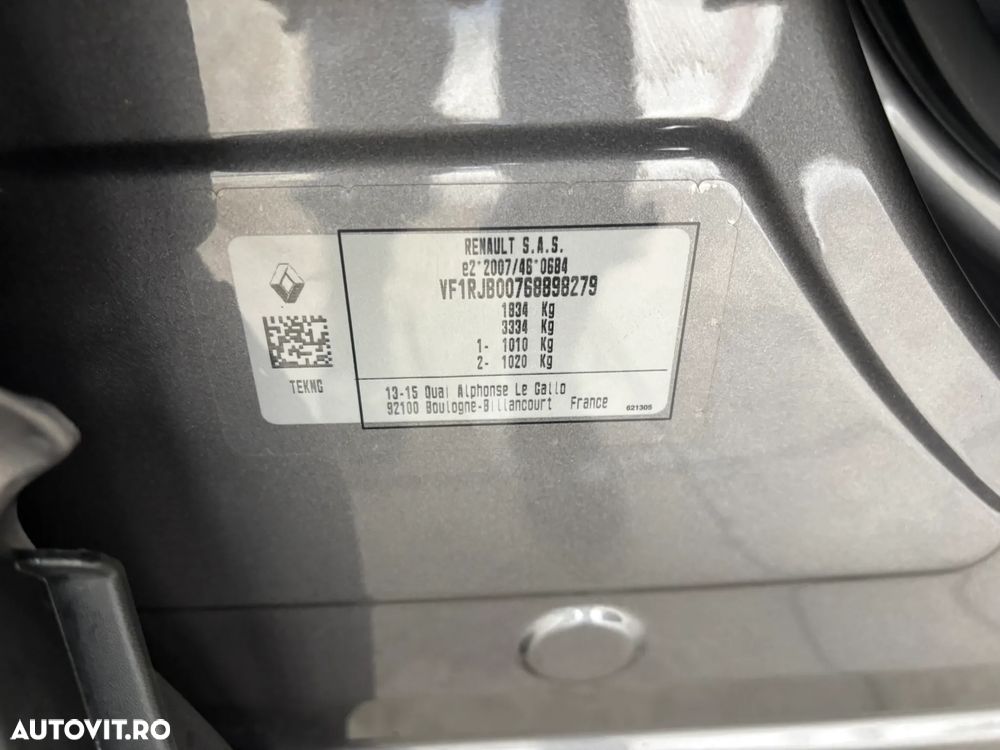 RENAULT S.A.S.
e2*2007/46*0684
VF1RJB00768898279
1834 Kg
3334 Kg
1- 1010 Kg
2- 1020 Kg
TEKNG
13-15 Quai Alphonse Le Gallo
92100 Boulogne-Billancourt France
621305
AUTOVIT.RO